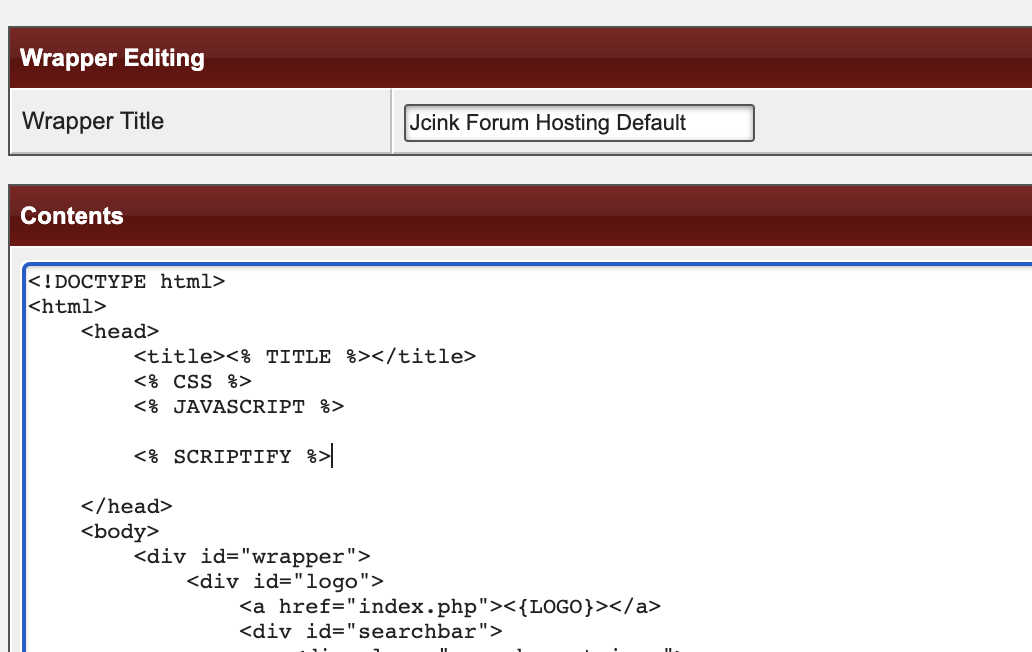 Wrapper Editing
Wrapper Title
Jcink Forum Hosting Default
Contents
<!DOCTYPE html>
<html>
<head>
<title><% TITLE %></title>
<% CSS %>
<% JAVASCRIPT %>
<% SCRIPTIFY %>
</head>
<body>
<div id="wrapper">
<div id="logo">
<a href="index.php"><{LOGO}></a>
<div id="searchbar">